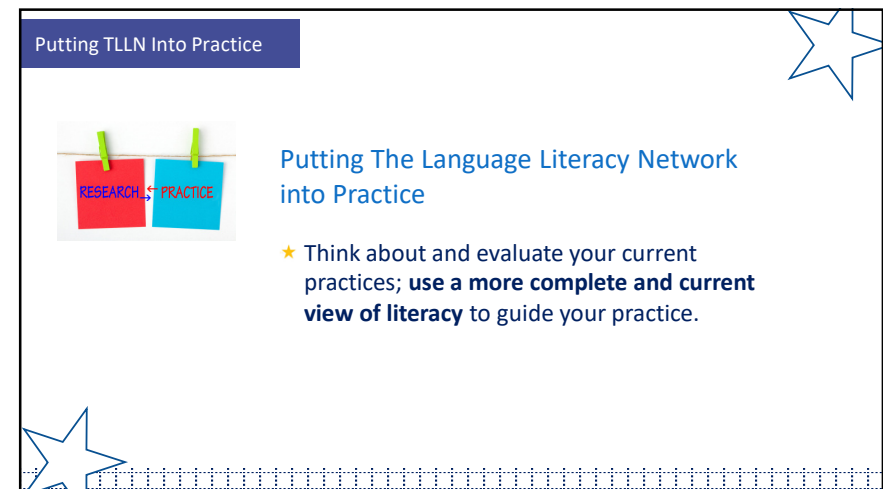 Putting TLLN Into Practice
RESEARCH ← → PRACTICE
Putting The Language Literacy Network
into Practice
★ Think about and evaluate your current
practices; use a more complete and current
view of literacy to guide your practice.